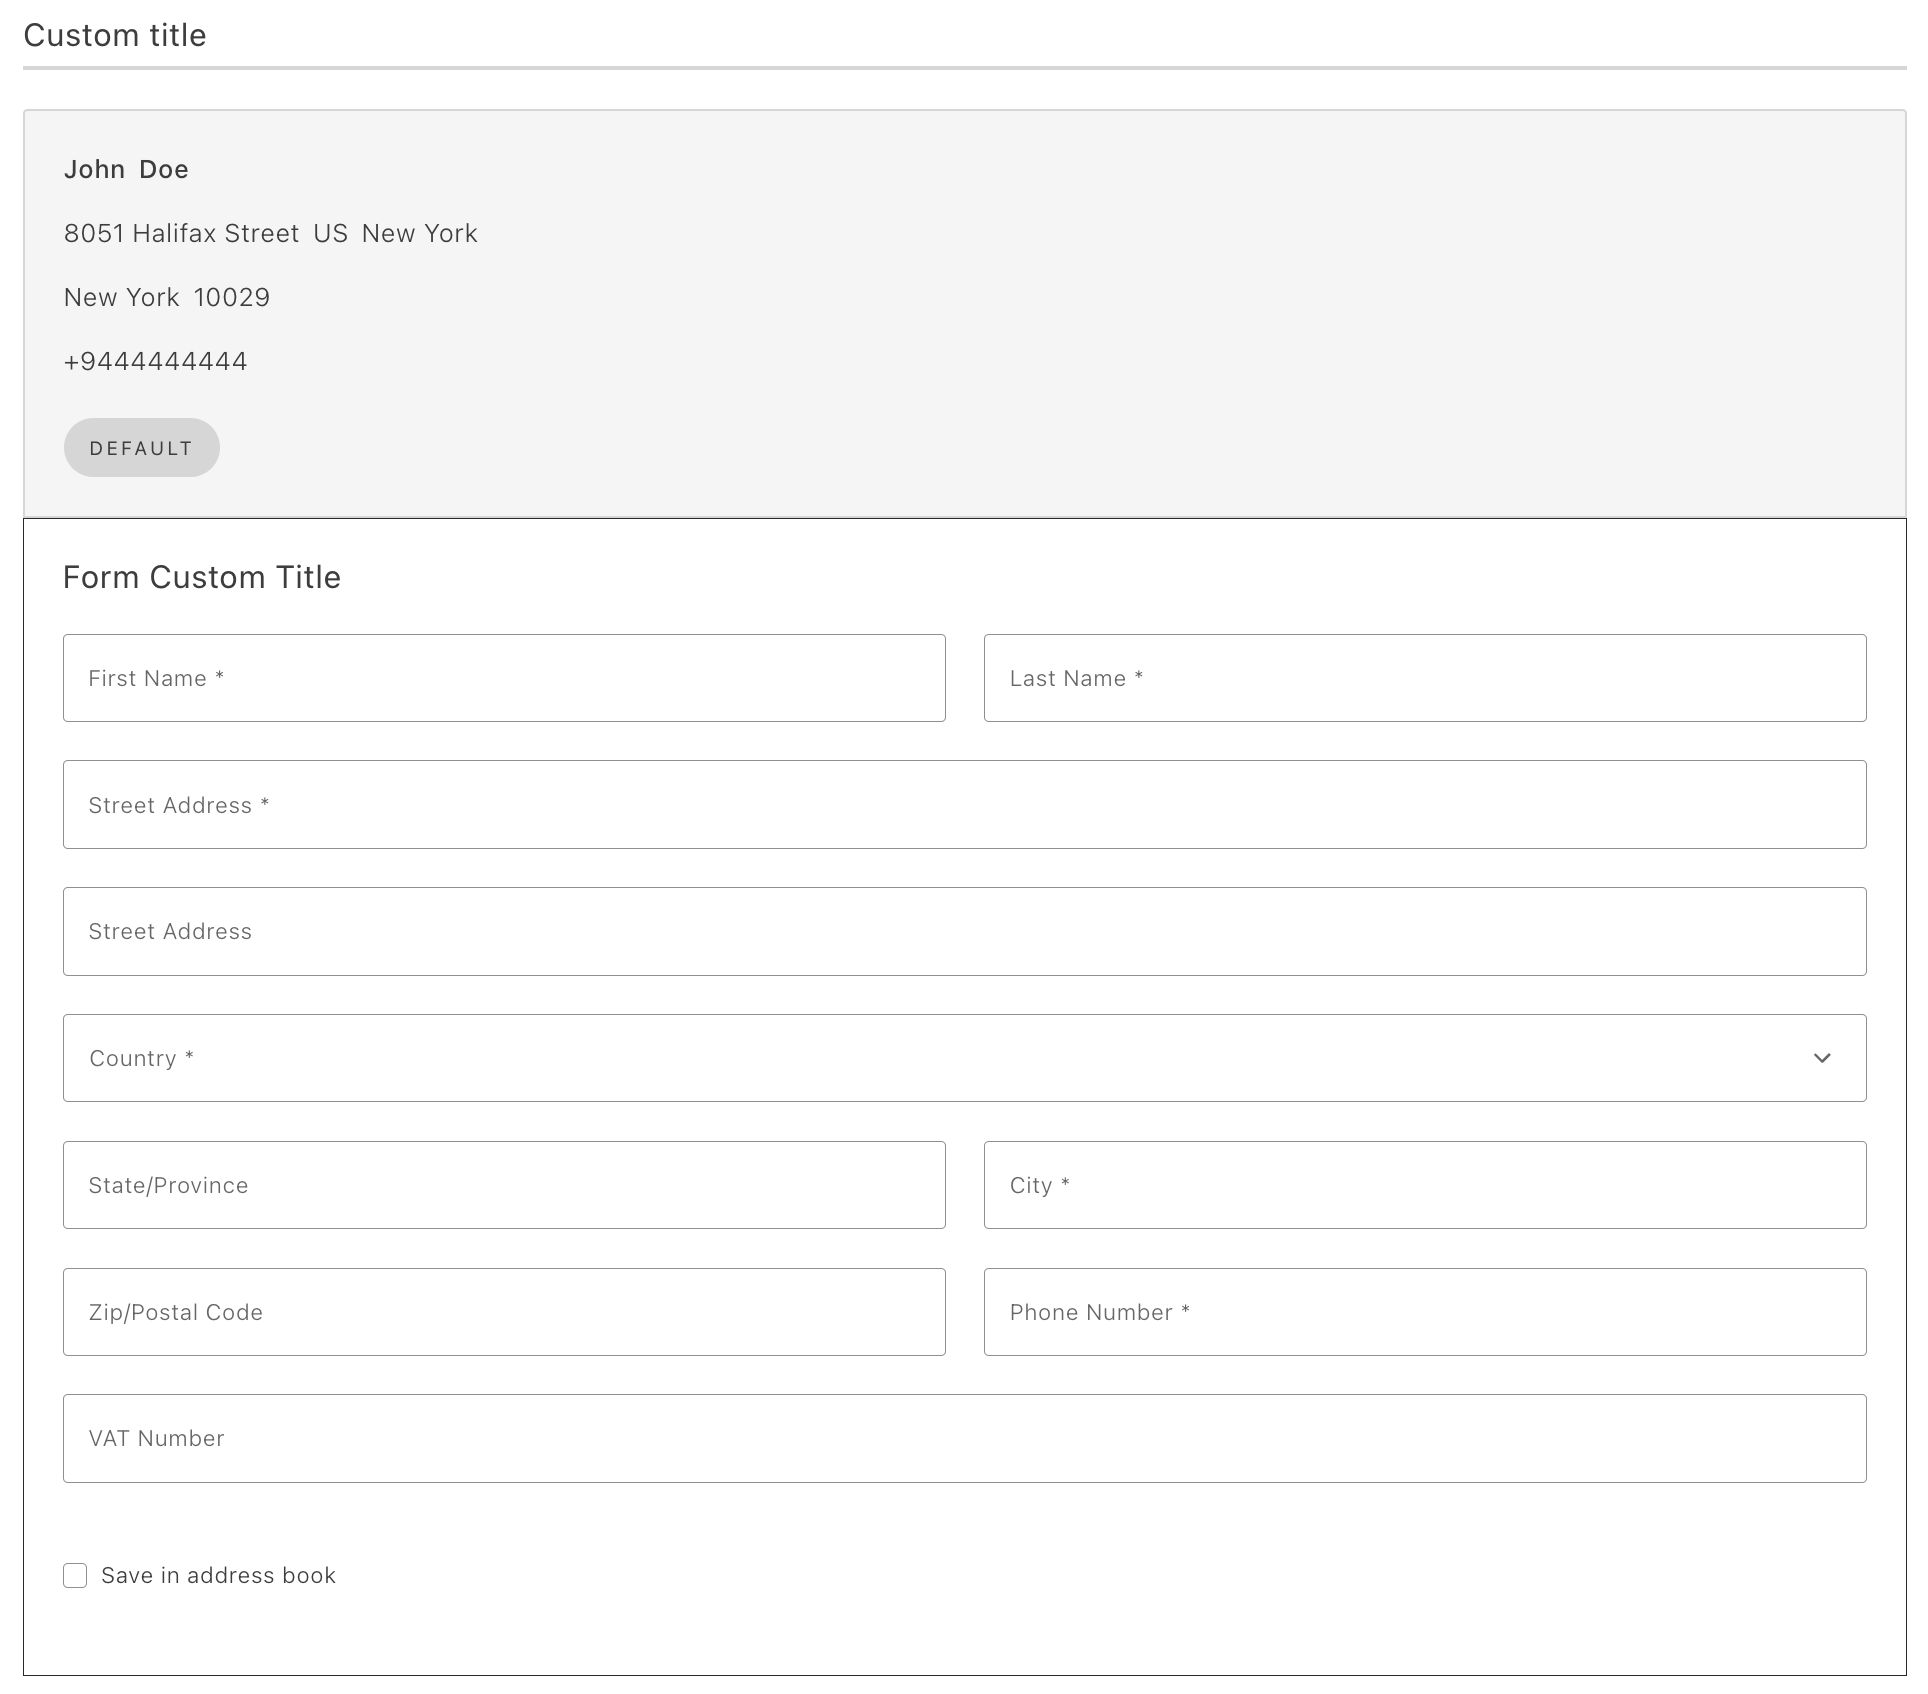 Custom title
John Doe
8051 Halifax Street US New York
New York 10029
+9444444444
DEFAULT
Form Custom Title
First Name *
Last Name *
Street Address *
Street Address
Country *
State/Province
City *
Zip/Postal Code
Phone Number *
VAT Number
Save in address book